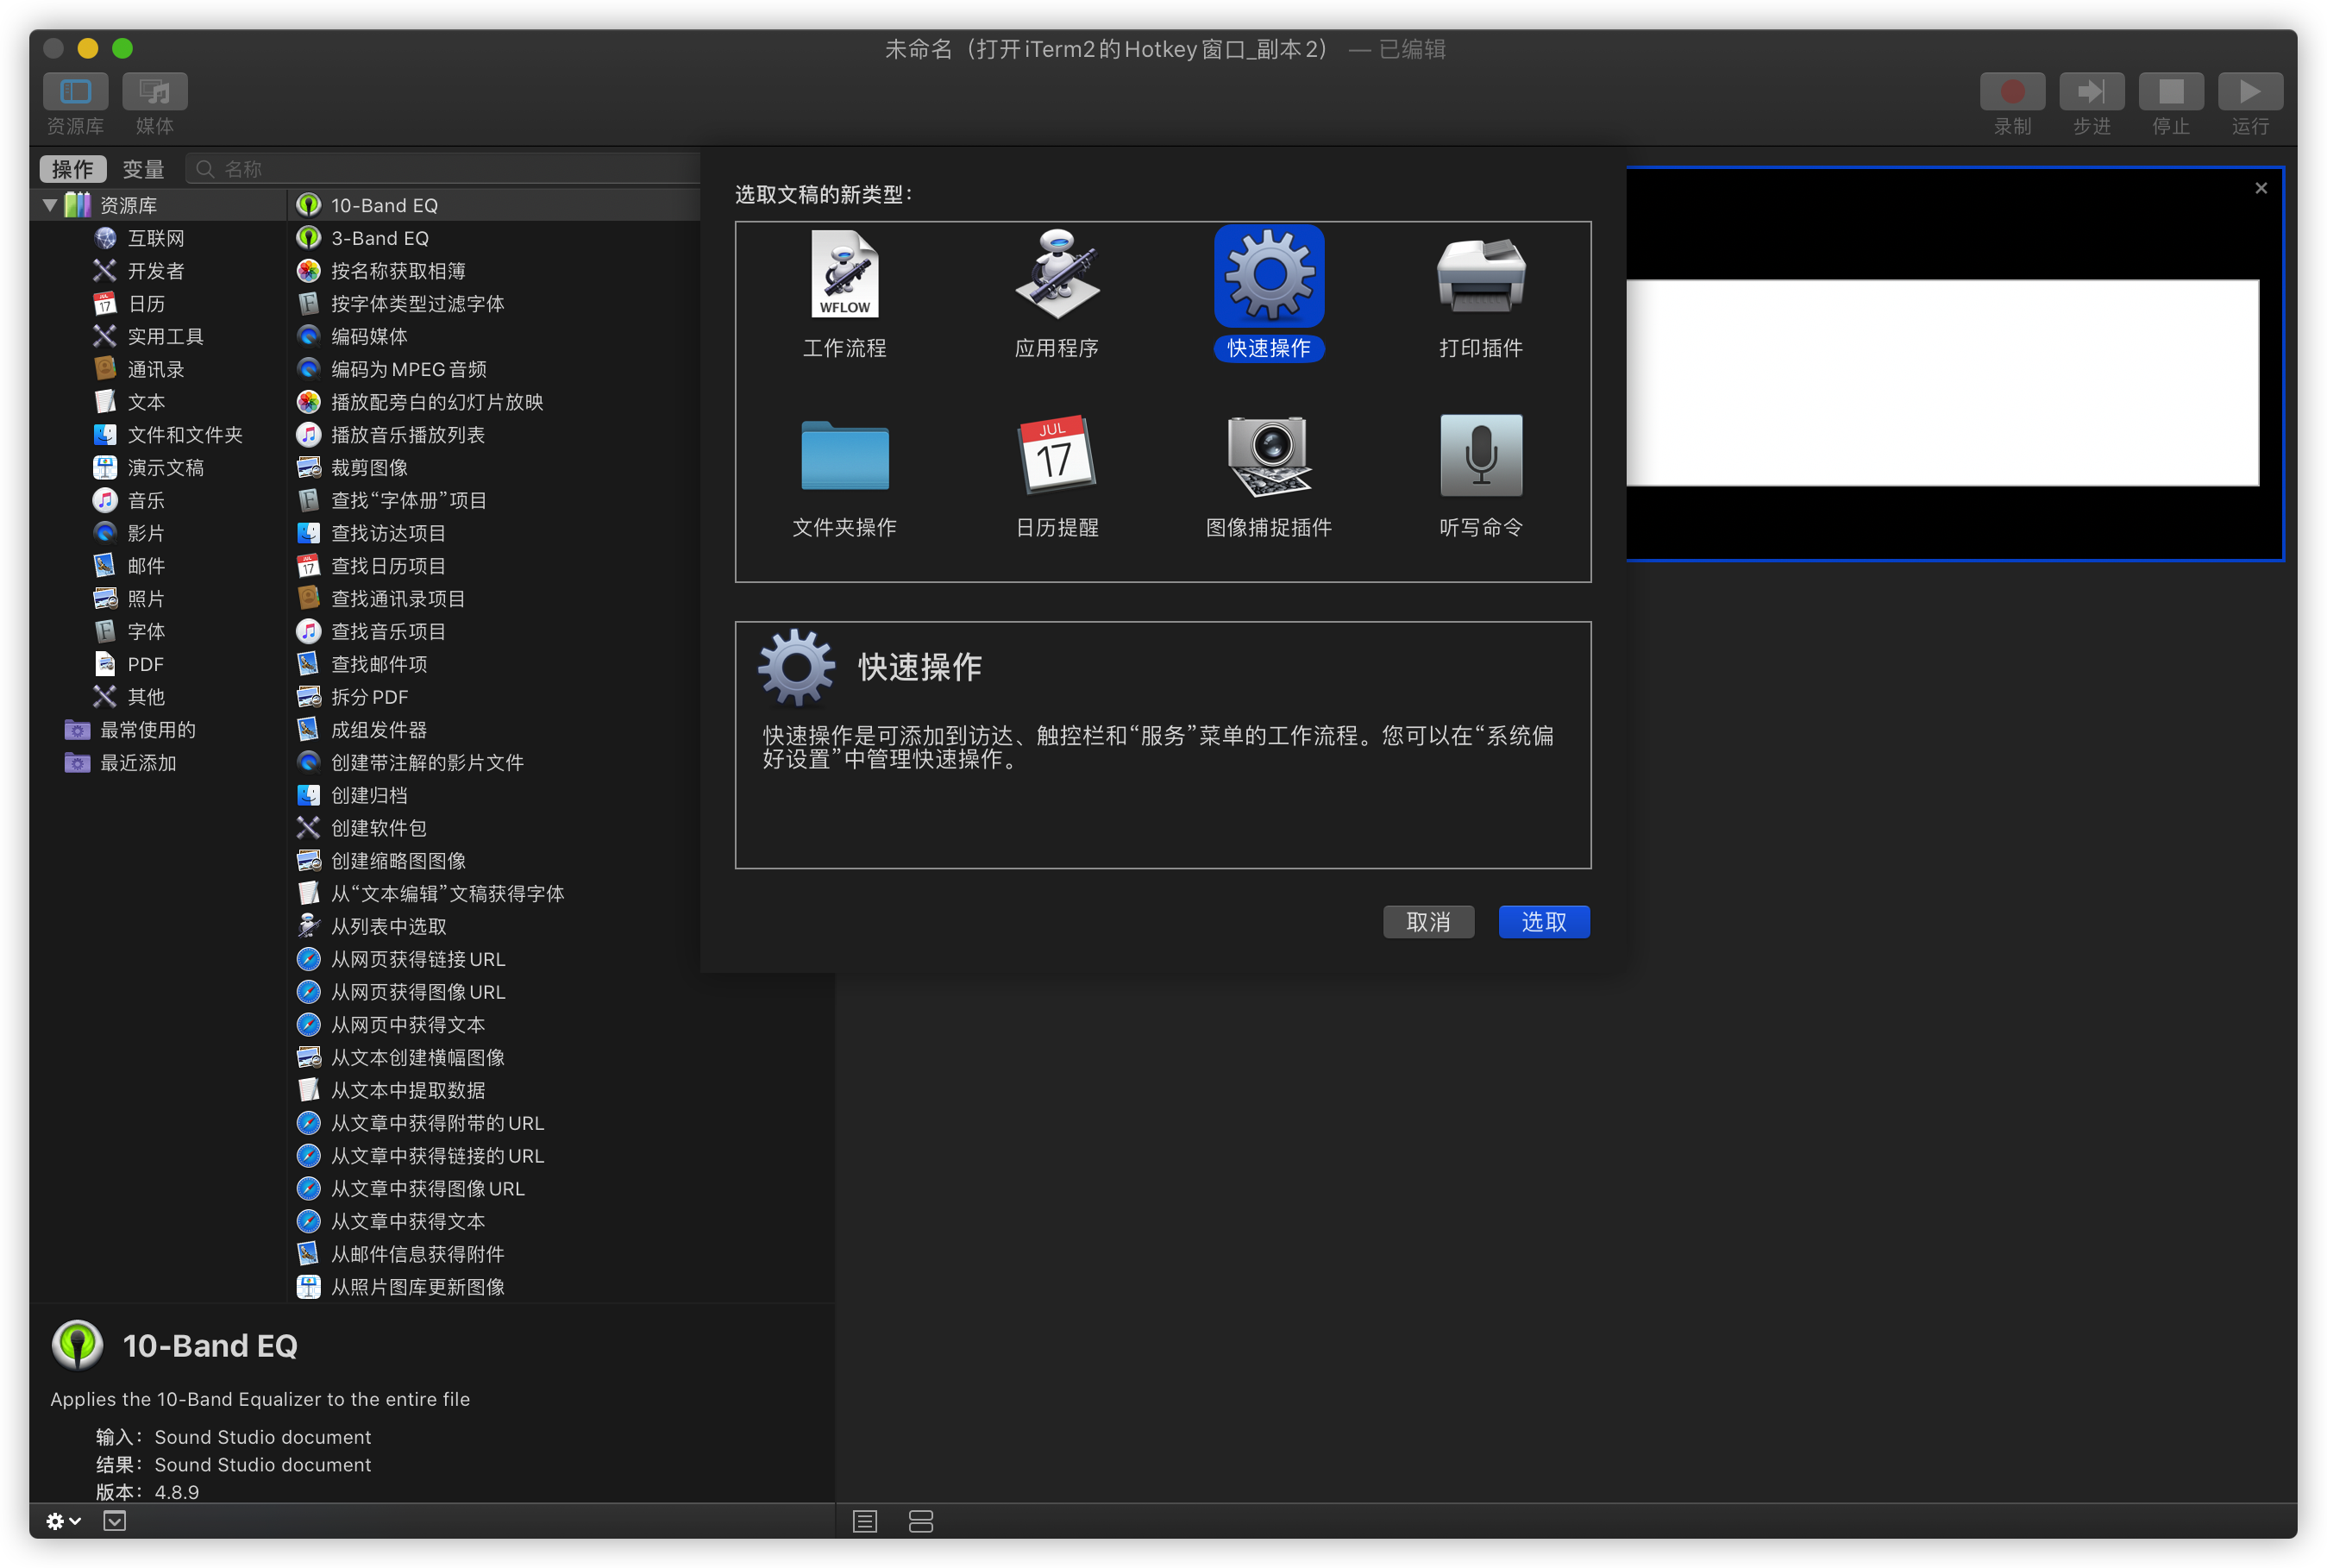 未命名（打开 iTerm2 的 Hotkey 窗口_副本 2） — 已编辑
资源库
媒体
录制
步进
停止
运行
操作
变量
名称
资源库
互联网
开发者
JUL
17
日历
实用工具
通讯录
文本
文件和文件夹
演示文稿
音乐
影片
邮件
照片
F
字体
PDF
其他
最常使用的
最近添加
10-Band EQ
3-Band EQ
按名称获取相簿
F
按字体类型过滤字体
编码媒体
编码为 MPEG 音频
播放配旁白的幻灯片放映
播放音乐播放列表
裁剪图像
F
查找“字体册”项目
查找访达项目
JUL
17
查找日历项目
查找通讯录项目
查找音乐项目
查找邮件项
拆分 PDF
成组发件器
创建带注解的影片文件
创建归档
创建软件包
创建缩略图图像
从“文本编辑”文稿获得字体
从列表中选取
从网页获得链接 URL
从网页获得图像 URL
从网页中获得文本
从文本创建横幅图像
从文本中提取数据
从文章中获得附带的 URL
从文章中获得链接的 URL
从文章中获得图像 URL
从文章中获得文本
从邮件信息获得附件
从照片图库更新图像
选取文稿的新类型：
WFLOW
工作流程
应用程序
快速操作
打印插件
文件夹操作
JUL
17
日历提醒
图像捕捉插件
听写命令
快速操作
快速操作是可添加到访达、触控栏和“服务”菜单的工作流程。您可以在“系统偏
好设置”中管理快速操作。
取消
选取
10-Band EQ
Applies the 10-Band Equalizer to the entire file
输入： Sound Studio document
结果： Sound Studio document
版本： 4.8.9